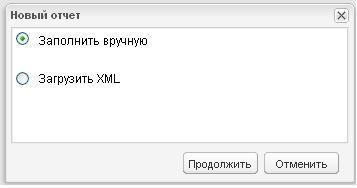 Новый отчет
Заполнить вручную
Загрузить XML
Продолжить Отменить